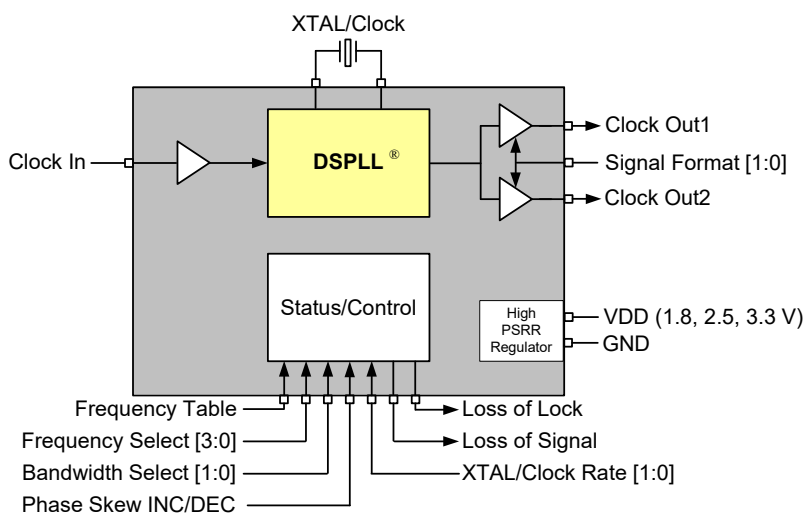 XTAL/Clock
Clock In
DSPLL ®
Clock Out1
Signal Format [1:0]
Clock Out2
Status/Control
High
PSRR
Regulator
VDD (1.8, 2.5, 3.3 V)
GND
Frequency Table
Loss of Lock
Frequency Select [3:0]
Loss of Signal
Bandwidth Select [1:0]
XTAL/Clock Rate [1:0]
Phase Skew INC/DEC